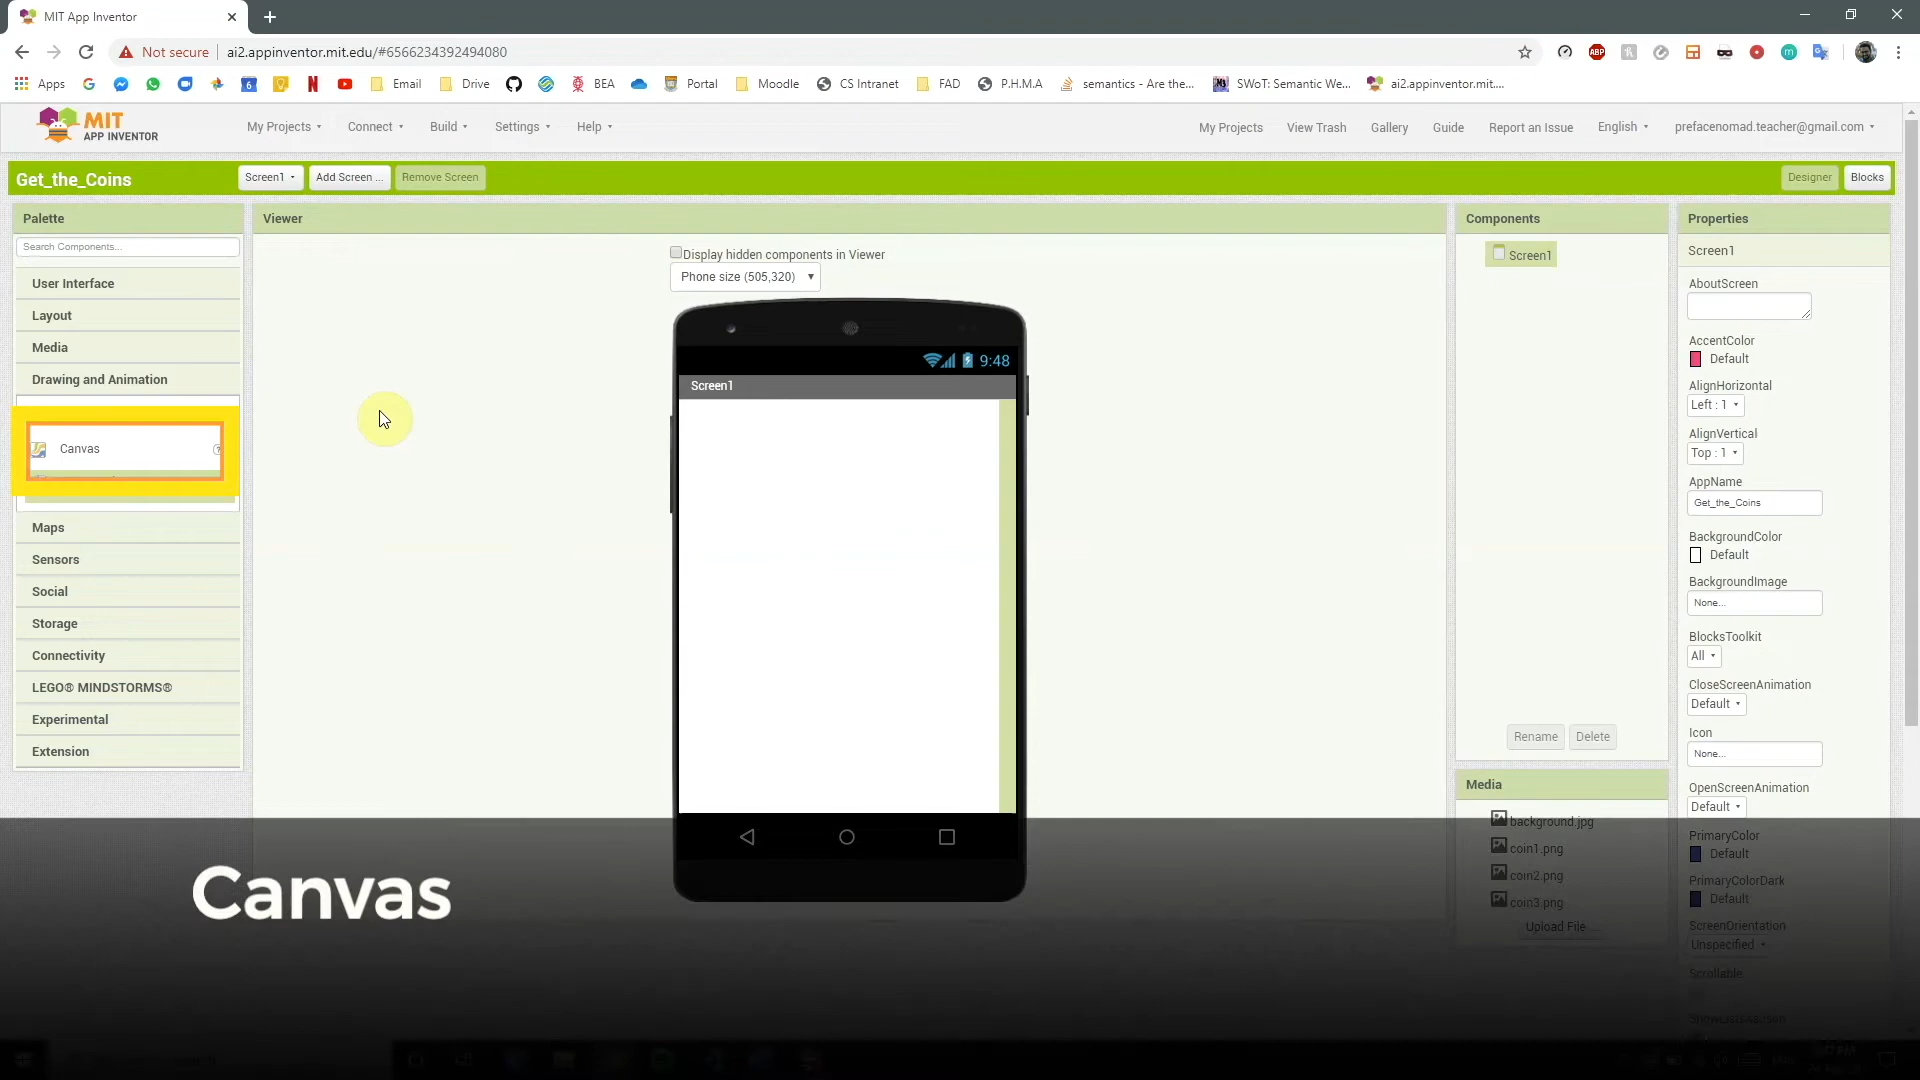 MIT App Inventor
Not secure
ai2.appinventor.mit.edu/#6566234392494080
ABP
Apps
Email
Drive
BEA
Portal
Moodle
CS Intranet
FAD
P.H.M.A
semantics - Are the...
SWoT: Semantic We...
ai2.appinventor.mit....
MIT
APP INVENTOR
My Projects
Connect
Build
Settings
Help
My Projects
View Trash
Gallery
Guide
Report an Issue
English
prefacenomad.teacher@gmail.com
Get_the_Coins
Screen1
Add Screen ...
Remove Screen
Designer
Blocks
Palette
Search Components...
User Interface
Layout
Media
Drawing and Animation
Canvas
Maps
Sensors
Social
Storage
Connectivity
LEGO® MINDSTORMS®
Experimental
Extension
Viewer
Display hidden components in Viewer
Phone size (505,320)
9:48
Screen1
Components
Screen1
Rename
Delete
Media
background.jpg
coin1.png
coin2.png
coin3.png
Upload File ...
Properties
Screen1
AboutScreen
AccentColor
Default
AlignHorizontal
Left : 1
AlignVertical
Top : 1
AppName
Get_the_Coins
BackgroundColor
Default
BackgroundImage
None...
BlocksToolkit
All
CloseScreenAnimation
Default
Icon
None...
OpenScreenAnimation
Default
PrimaryColor
Default
PrimaryColorDark
Default
ScreenOrientation
Unspecified
Scrollable
ShowListsAsJson
Canvas